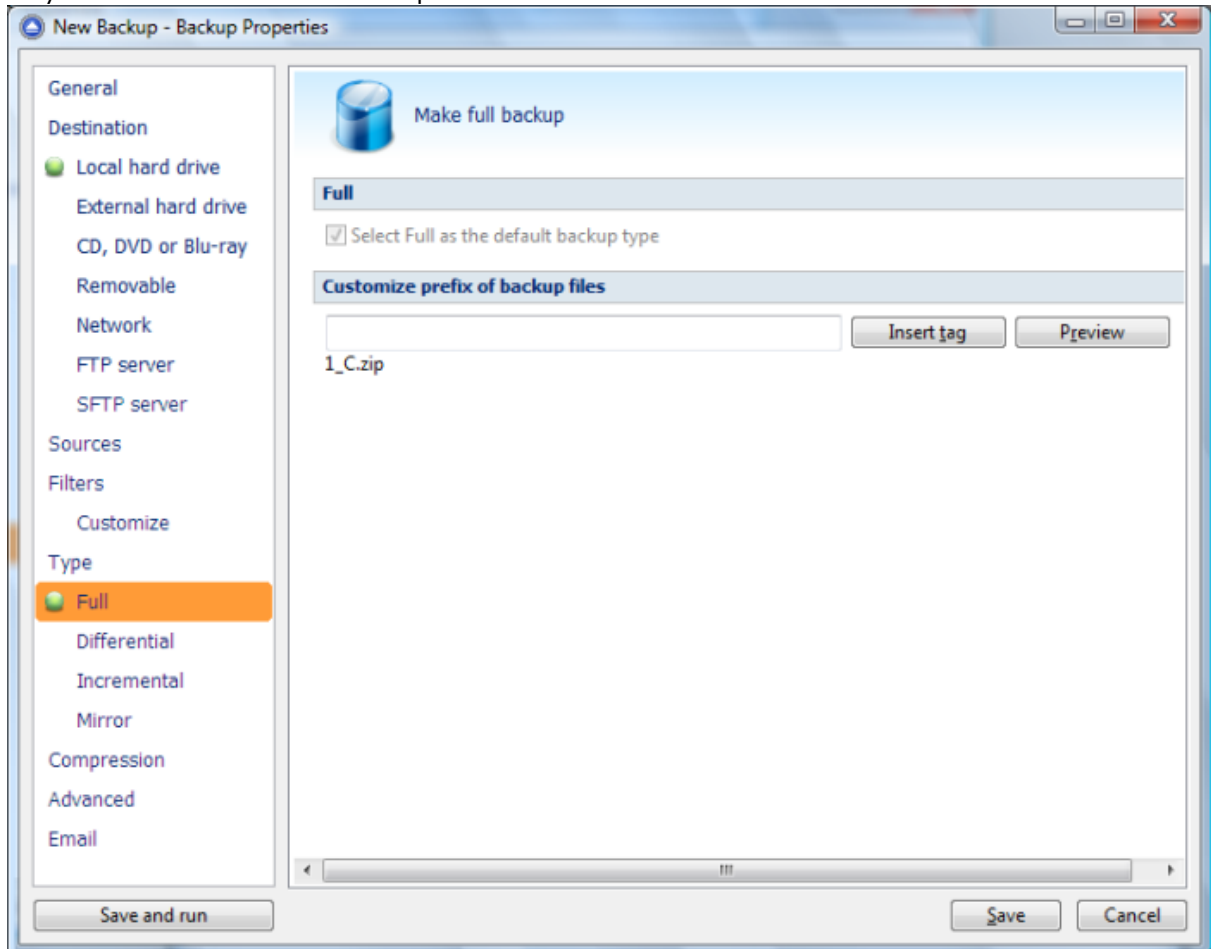 New Backup - Backup Properties
General
Destination
Local hard drive
External hard drive
CD, DVD or Blu-ray
Removable
Network
FTP server
SFTP server
Sources
Filters
Customize
Type
Full
Differential
Incremental
Mirror
Compression
Advanced
Email
Make full backup
Full
Select Full as the default backup type
Customize prefix of backup files
Insert tag Preview
1_C.zip
Save and run Save Cancel